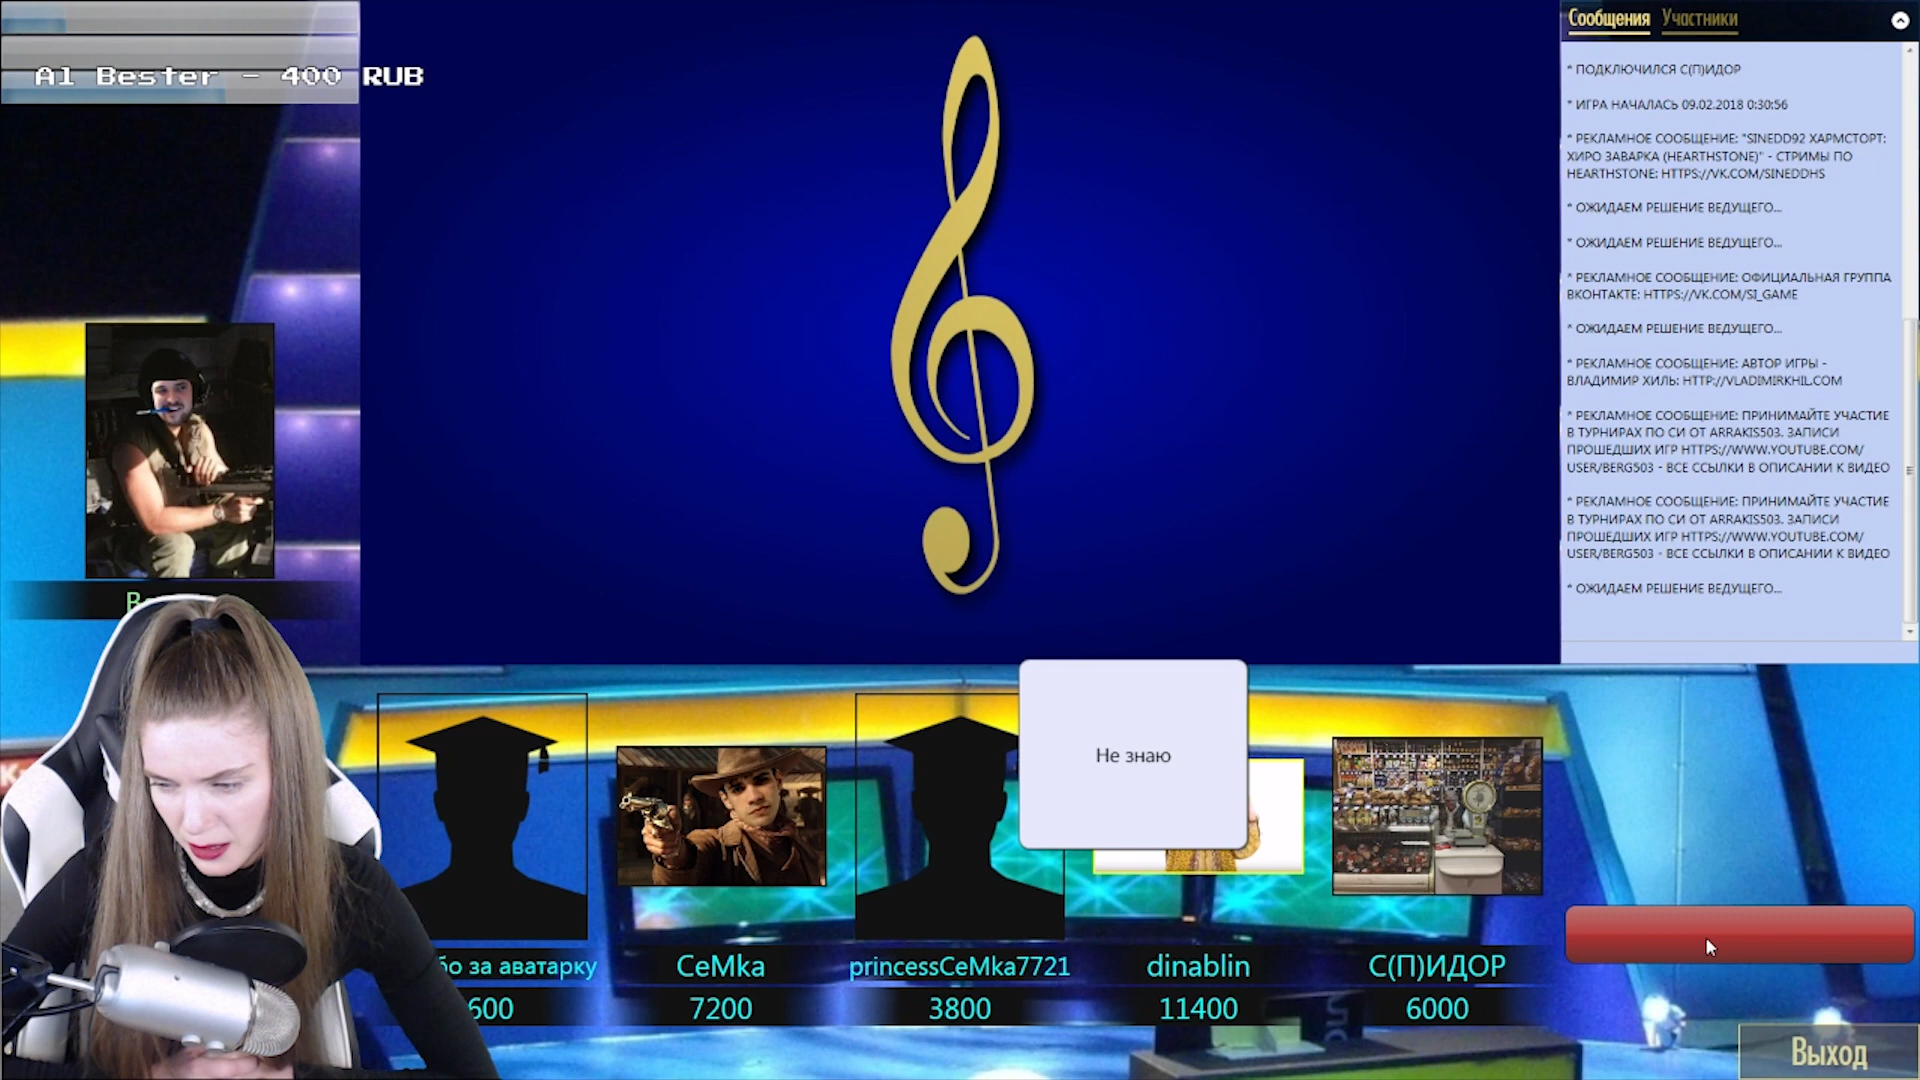 Al Bester - 400 RUB
Сообщения Участники
* ПОДКЛЮЧИЛСЯ С(П)ИДОР
* ИГРА НАЧАЛАСЬ 09.02.2018 0:30:56
* РЕКЛАМНОЕ СООБЩЕНИЕ: "SINEDD92 ХАРМСТОРТ:
ХИРО ЗАВАРКА (HEARTHSTONE)" - СТРИМЫ ПО
HEARTHSTONE: HTTPS://VK.COM/SINEDDHS
* ОЖИДАЕМ РЕШЕНИЕ ВЕДУЩЕГО...
* ОЖИДАЕМ РЕШЕНИЕ ВЕДУЩЕГО...
* РЕКЛАМНОЕ СООБЩЕНИЕ: ОФИЦИАЛЬНАЯ ГРУППА
ВКОНТАКТЕ: HTTPS://VK.COM/SI_GAME
* ОЖИДАЕМ РЕШЕНИЕ ВЕДУЩЕГО...
* РЕКЛАМНОЕ СООБЩЕНИЕ: АВТОР ИГРЫ -
ВЛАДИМИР ХИЛЬ: HTTP://VLADIMIRKHIL.COM
* РЕКЛАМНОЕ СООБЩЕНИЕ: ПРИНИМАЙТЕ УЧАСТИЕ
В ТУРНИРАХ ПО СИ ОТ ARRAKIS503. ЗАПИСИ
ПРОШЕДШИХ ИГР HTTPS://WWW.YOUTUBE.COM/
USER/BERG503 - ВСЕ ССЫЛКИ В ОПИСАНИИ К ВИДЕО
* РЕКЛАМНОЕ СООБЩЕНИЕ: ПРИНИМАЙТЕ УЧАСТИЕ
В ТУРНИРАХ ПО СИ ОТ ARRAKIS503. ЗАПИСИ
ПРОШЕДШИХ ИГР HTTPS://WWW.YOUTUBE.COM/
USER/BERG503 - ВСЕ ССЫЛКИ В ОПИСАНИИ К ВИДЕО
* ОЖИДАЕМ РЕШЕНИЕ ВЕДУЩЕГО...
Не знаю
бо за аватарку CeMka princessCeMka7721 dinablin С(П)ИДОР
600 7200 3800 11400 6000
Выход